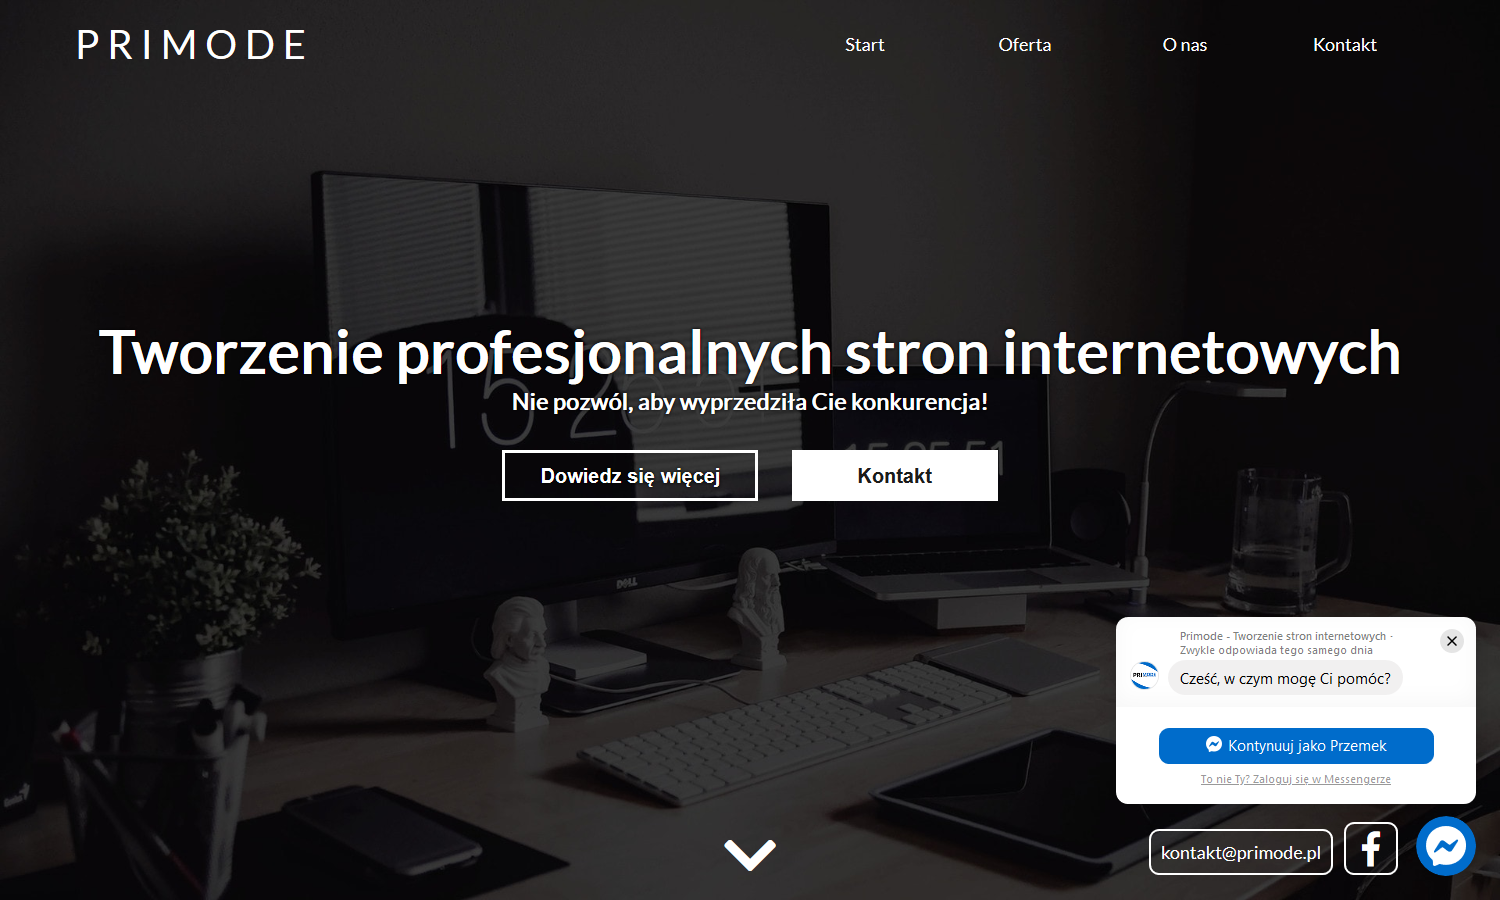 PRIMODE
Start
Oferta
O nas
Kontakt
Tworzenie profesjonalnych stron internetowych
Nie pozwól, aby wyprzedziła Cie konkurencja!
Dowiedz się więcej
Kontakt
DELL
Primode - Tworzenie stron internetowych -
Zwykle odpowiada tego samego dnia
Cześć, w czym mogę Ci pomóc?
Kontynuuj jako Przemek
To nie Ty? Zaloguj się w Messengerze
kontakt@primode.pl